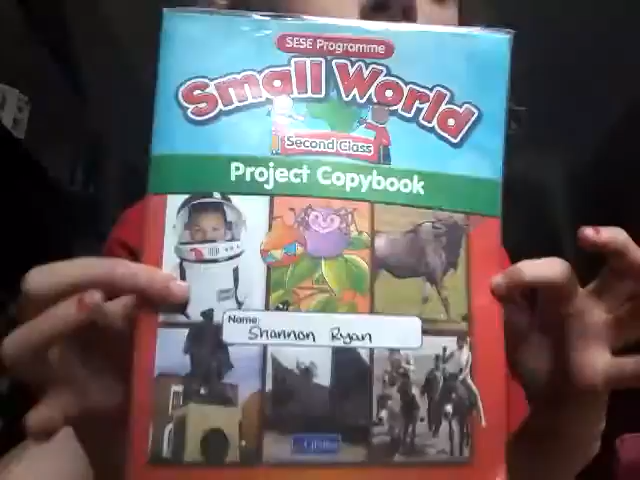 SESE Programme
Small World
Second Class
Project Copybook
Name:
Shannon Ryan